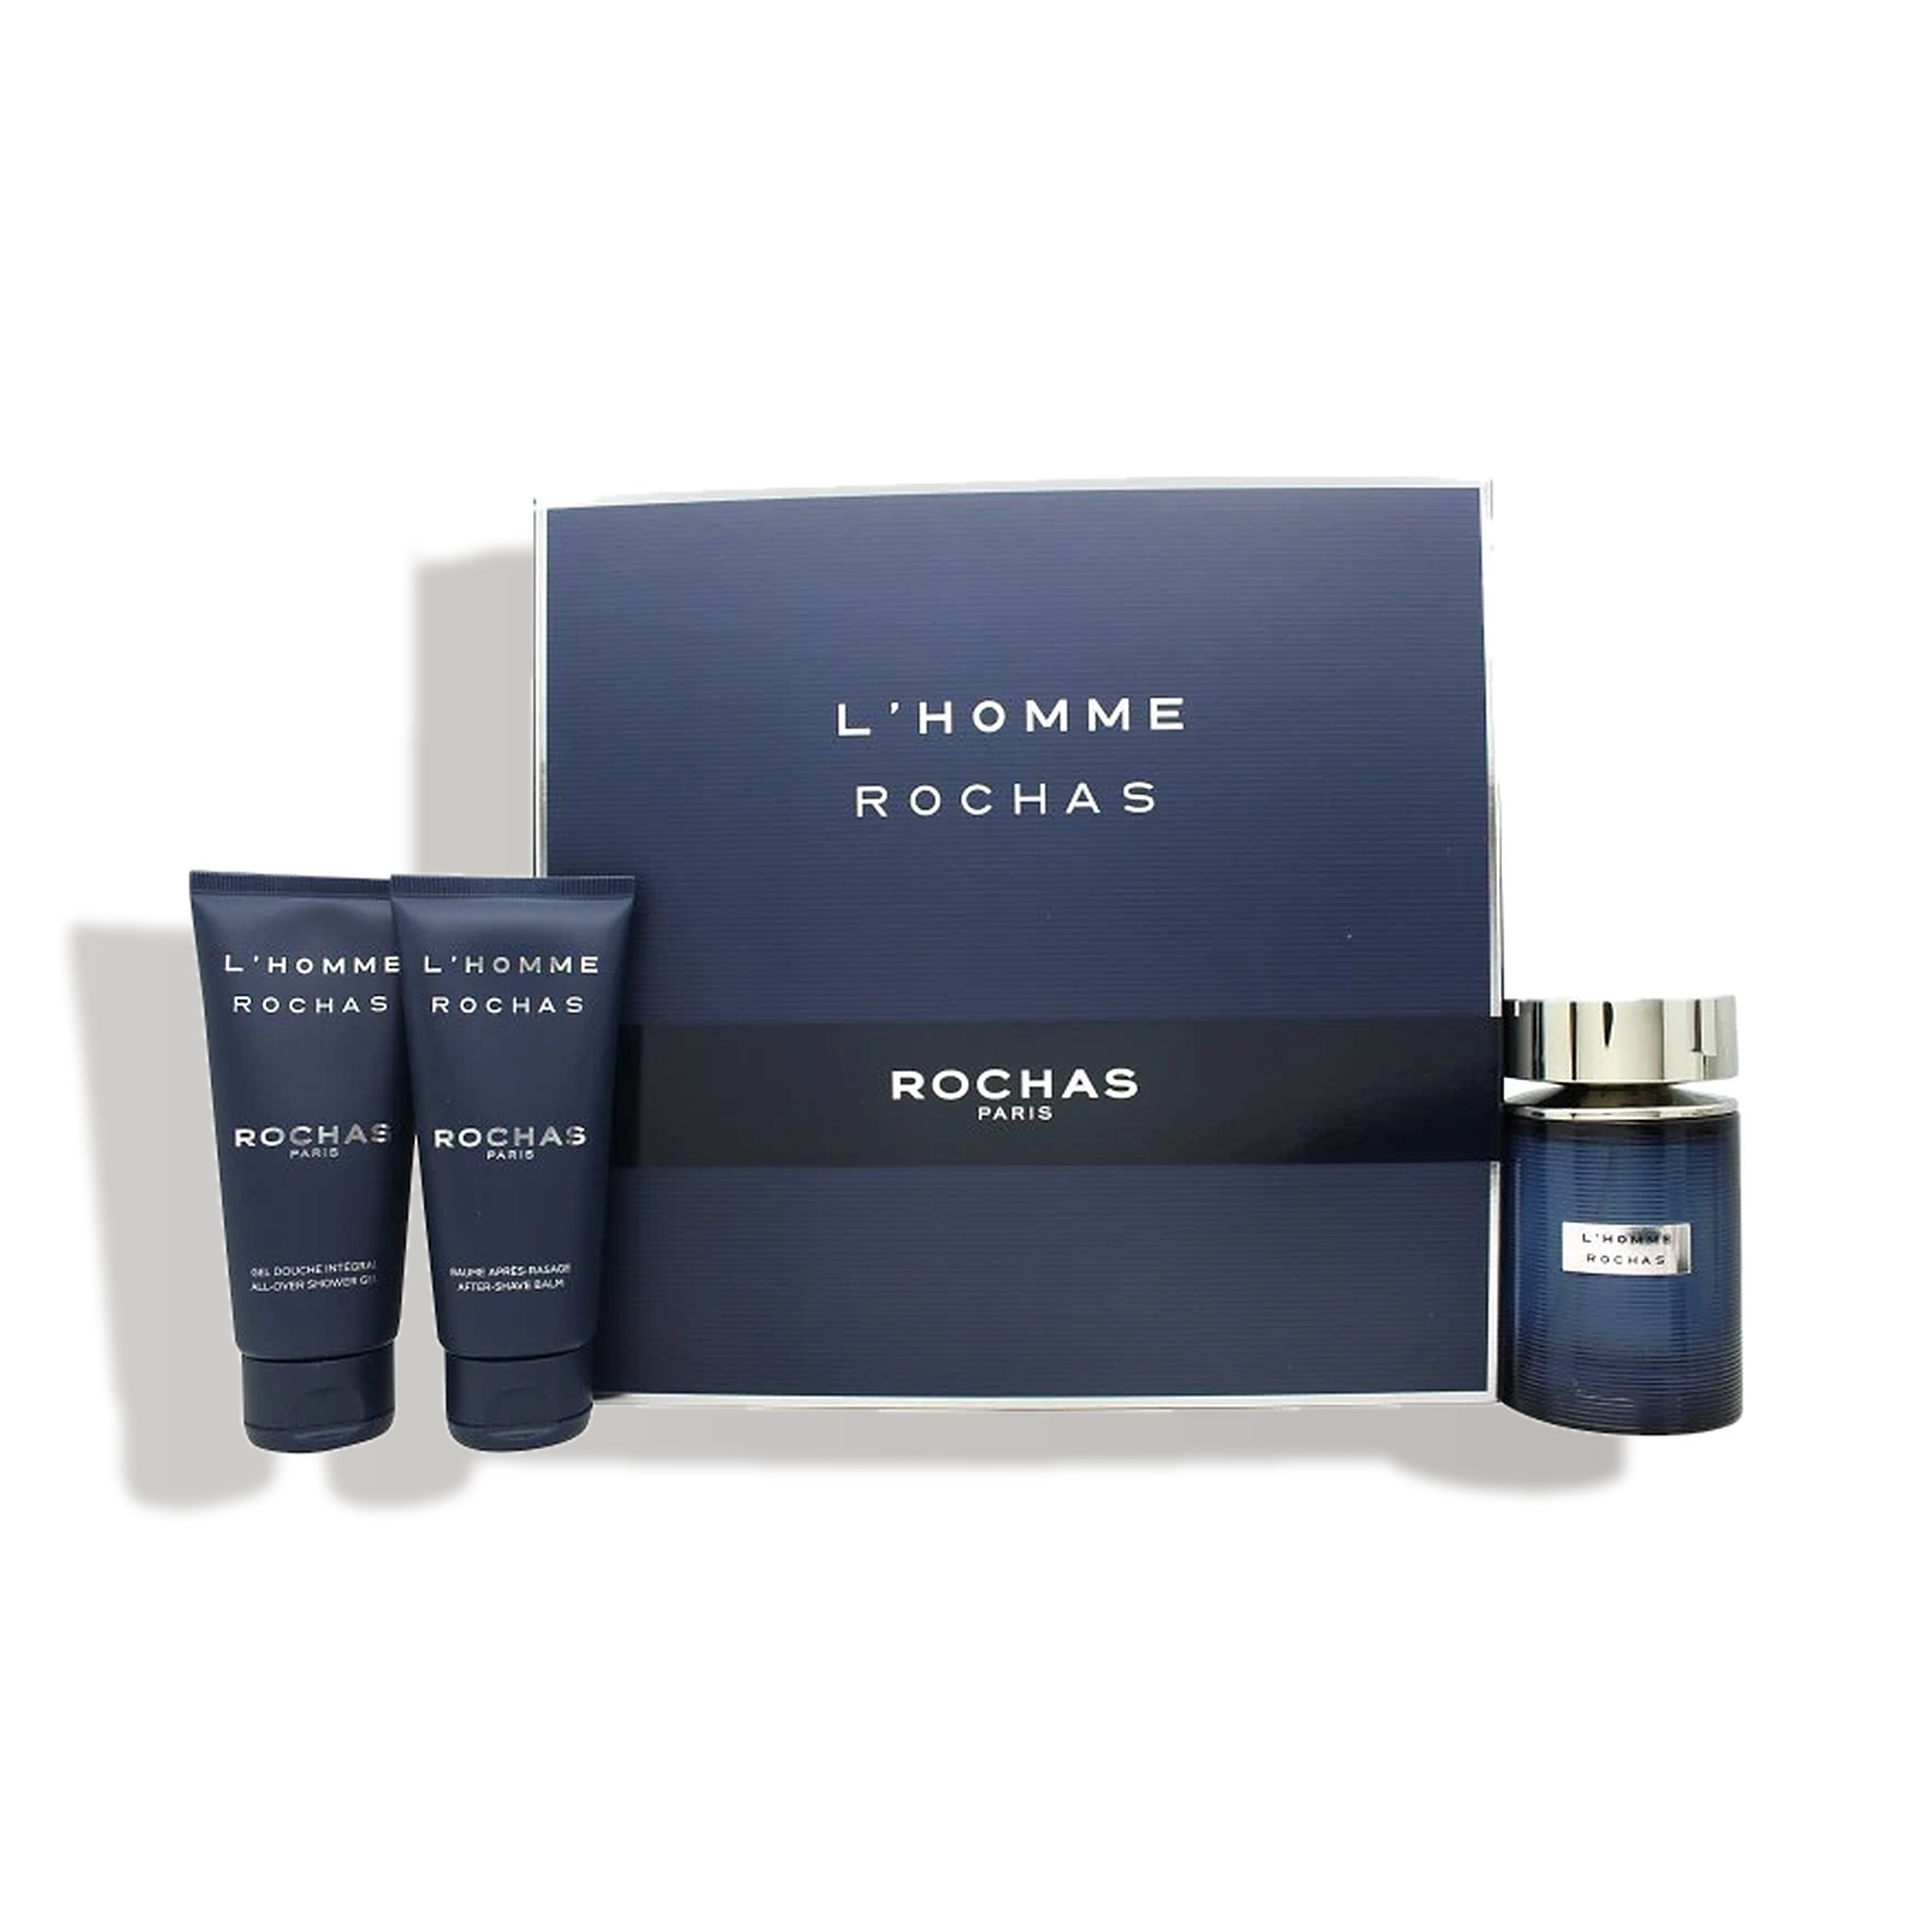 L'HOMME
ROCHAS
ROCHAS
PARIS
L'HOMME
ROCHAS
ROCHAS
PARIS
GEL DOUCHE INTÉGRAL
ALL-OVER SHOWER GEL
L'HOMME
ROCHAS
ROCHAS
PARIS
BAUME APRÈS-RASAGE
AFTER-SHAVE BALM
L'HOMME
ROCHAS